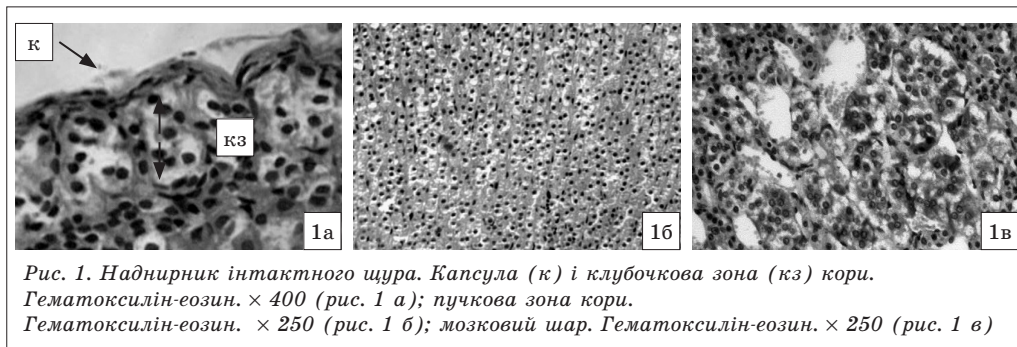 к
кз
1а
1б
1в
Рис. 1. Наднирник інтактного щура. Капсула (к) і клубочкова зона (кз) кори.
Гематоксилін-еозин. × 400 (рис. 1 а); пучкова зона кори.
Гематоксилін-еозин. × 250 (рис. 1 б); мозковий шар. Гематоксилін-еозин. × 250 (рис. 1 в)